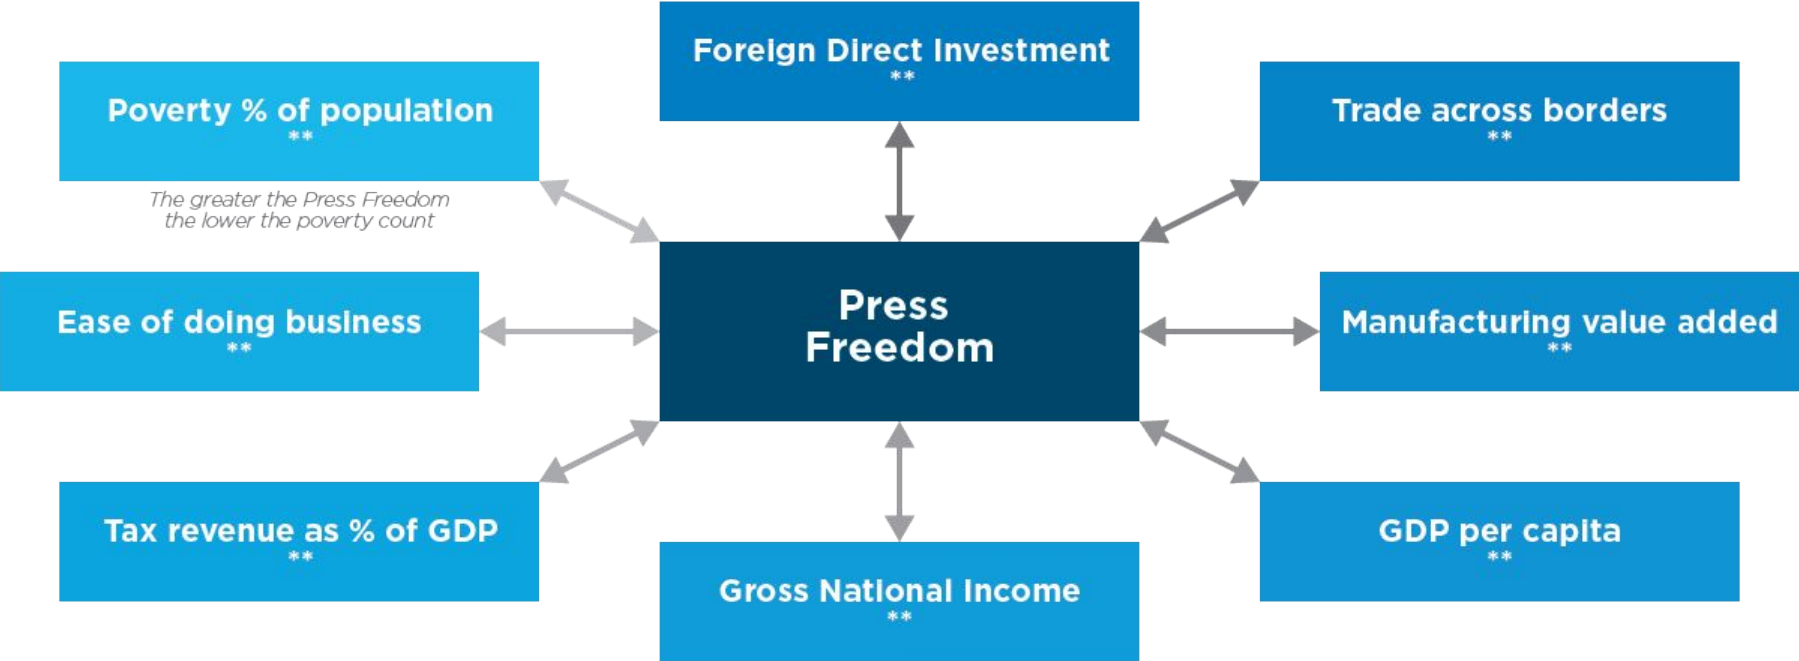 Foreign Direct Investment
**
Poverty % of population
**
The greater the Press Freedom
the lower the poverty count
Trade across borders
**
Ease of doing business
**
Press
Freedom
Manufacturing value added
**
Tax revenue as % of GDP
**
Gross National Income
**
GDP per capita
**